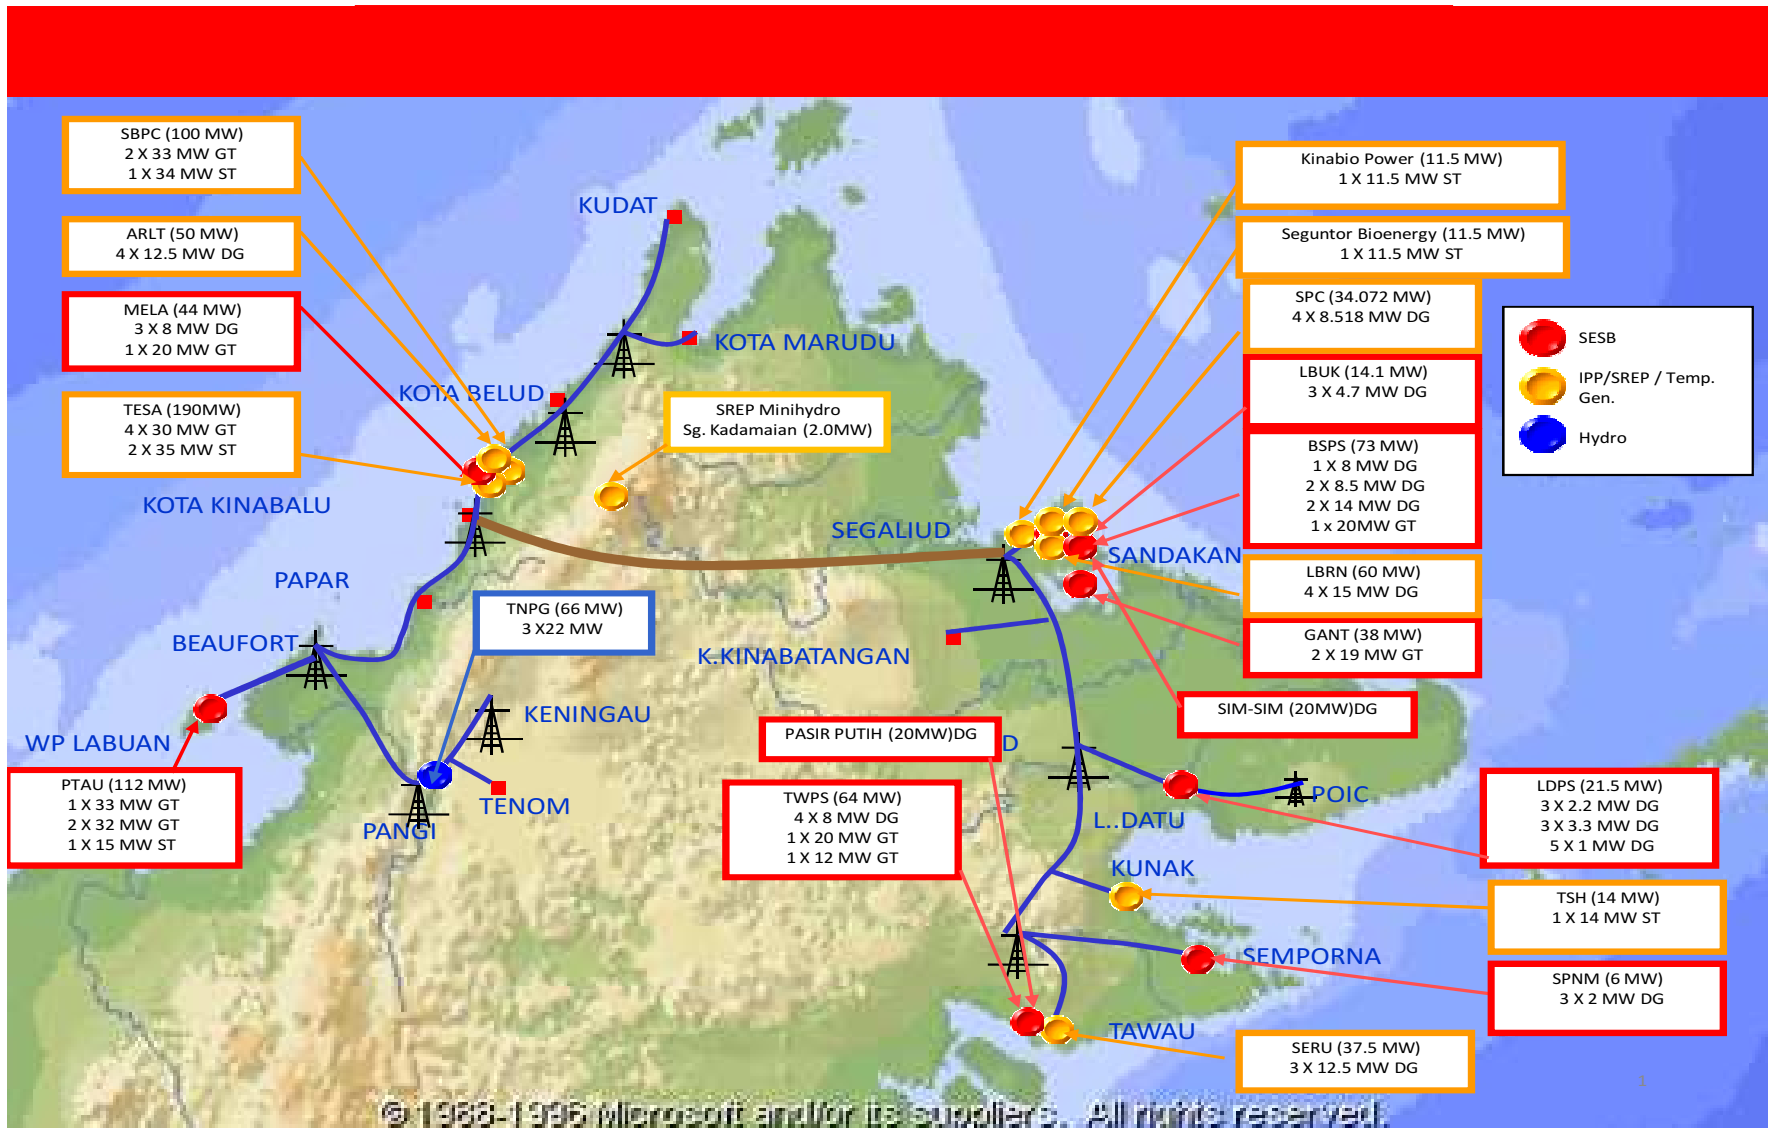 SBPC (100 MW)
2 X 33 MW GT
1 X 34 MW ST
ARLT (50 MW)
4 X 12.5 MW DG
MELA (44 MW)
3 X 8 MW DG
1 X 20 MW GT
TESA (190MW)
4 X 30 MW GT
2 X 35 MW ST
KUDAT
KOTA MARUDU
KOTA BELUD
SREP Minihydro
Sg. Kadamaian (2.0MW)
KOTA KINABALU
Kinabio Power (11.5 MW)
1 X 11.5 MW ST
Seguntor Bioenergy (11.5 MW)
1 X 11.5 MW ST
SPC (34.072 MW)
4 X 8.518 MW DG
LBUK (14.1 MW)
3 X 4.7 MW DG
BSPS (73 MW)
1 X 8 MW DG
2 X 8.5 MW DG
2 X 14 MW DG
1 x 20MW GT
SESB
IPP/SREP / Temp.
Gen.
Hydro
SEGALIUD
SANDAKAN
LBRN (60 MW)
4 X 15 MW DG
GANT (38 MW)
2 X 19 MW GT
SIM-SIM (20MW)DG
PAPAR
TNPG (66 MW)
3 X22 MW
BEAUFORT
K.KINABATANGAN
KENINGAU
WP LABUAN
PASIR PUTIH (20MW)DG
D
PTAU (112 MW)
1 X 33 MW GT
2 X 32 MW GT
1 X 15 MW ST
TENOM
PANGI
TWPS (64 MW)
4 X 8 MW DG
1 X 20 MW GT
1 X 12 MW GT
POIC
L..DATU
LDPS (21.5 MW)
3 X 2.2 MW DG
3 X 3.3 MW DG
5 X 1 MW DG
KUNAK
TSH (14 MW)
1 X 14 MW ST
SEMPORNA
SPNM (6 MW)
3 X 2 MW DG
TAWAU
SERU (37.5 MW)
3 X 12.5 MW DG
© 1988-1996 Microsoft and/or its suppliers. All rights reserved.